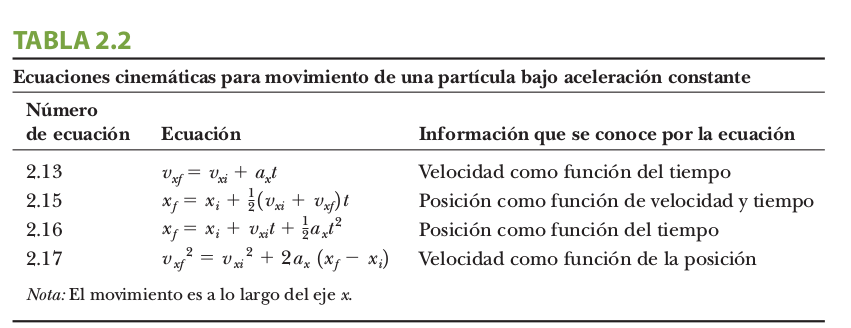 TABLA 2.2
Ecuaciones cinemáticas para movimiento de una partícula bajo aceleración constante
Número
de ecuación Ecuación Información que se conoce por la ecuación
2.13 v_xf = v_xi + a_x t Velocidad como función del tiempo
2.15 x_f = x_i + ½(v_xi + v_xf)t Posición como función de velocidad y tiempo
2.16 x_f = x_i + v_xi t + ½a_x t² Posición como función del tiempo
2.17 v_xf² = v_xi² + 2a_x (x_f − x_i) Velocidad como función de la posición
Nota: El movimiento es a lo largo del eje x.